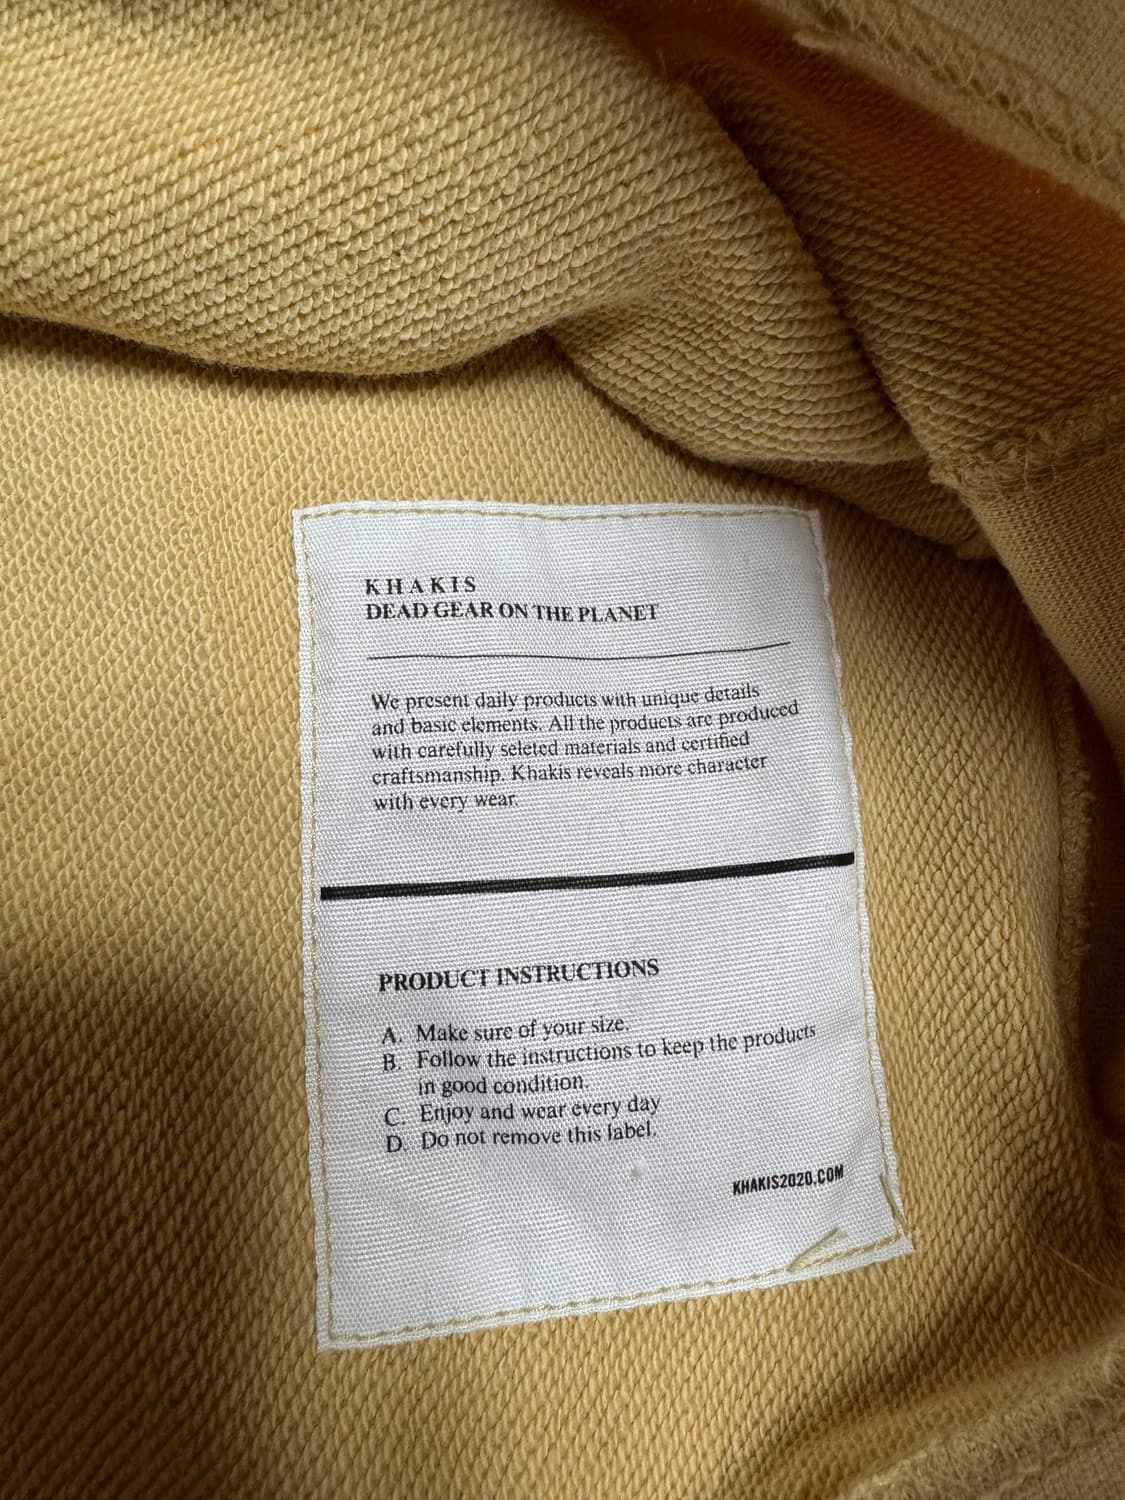 KHAKIS
DEAD GEAR ON THE PLANET
We present daily products with unique details
and basic elements. All the products are produced
with carefully seleted materials and certified
craftsmanship. Khakis reveals more character
with every wear.
PRODUCT INSTRUCTIONS
A. Make sure of your size.
B. Follow the instructions to keep the products
in good condition.
C. Enjoy and wear every day
D. Do not remove this label.
KHAKIS2020.COM